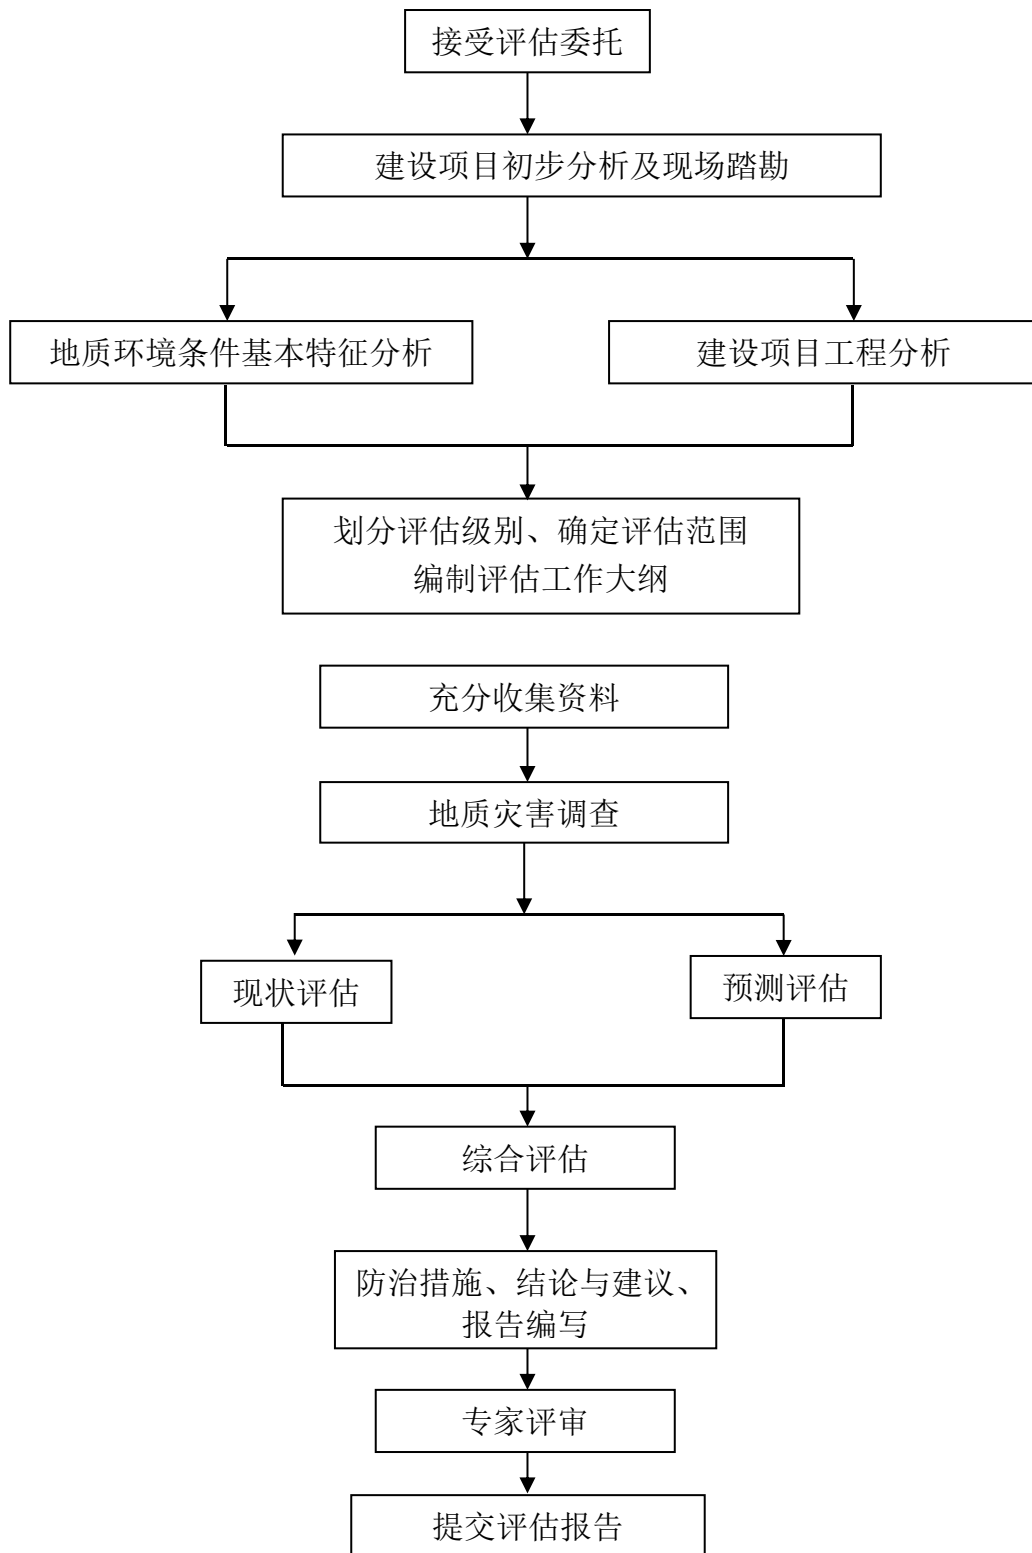 接受评估委托
建设项目初步分析及现场踏勘
地质环境条件基本特征分析
建设项目工程分析
划分评估级别、确定评估范围
编制评估工作大纲
充分收集资料
地质灾害调查
现状评估
预测评估
综合评估
防治措施、结论与建议、
报告编写
专家评审
提交评估报告